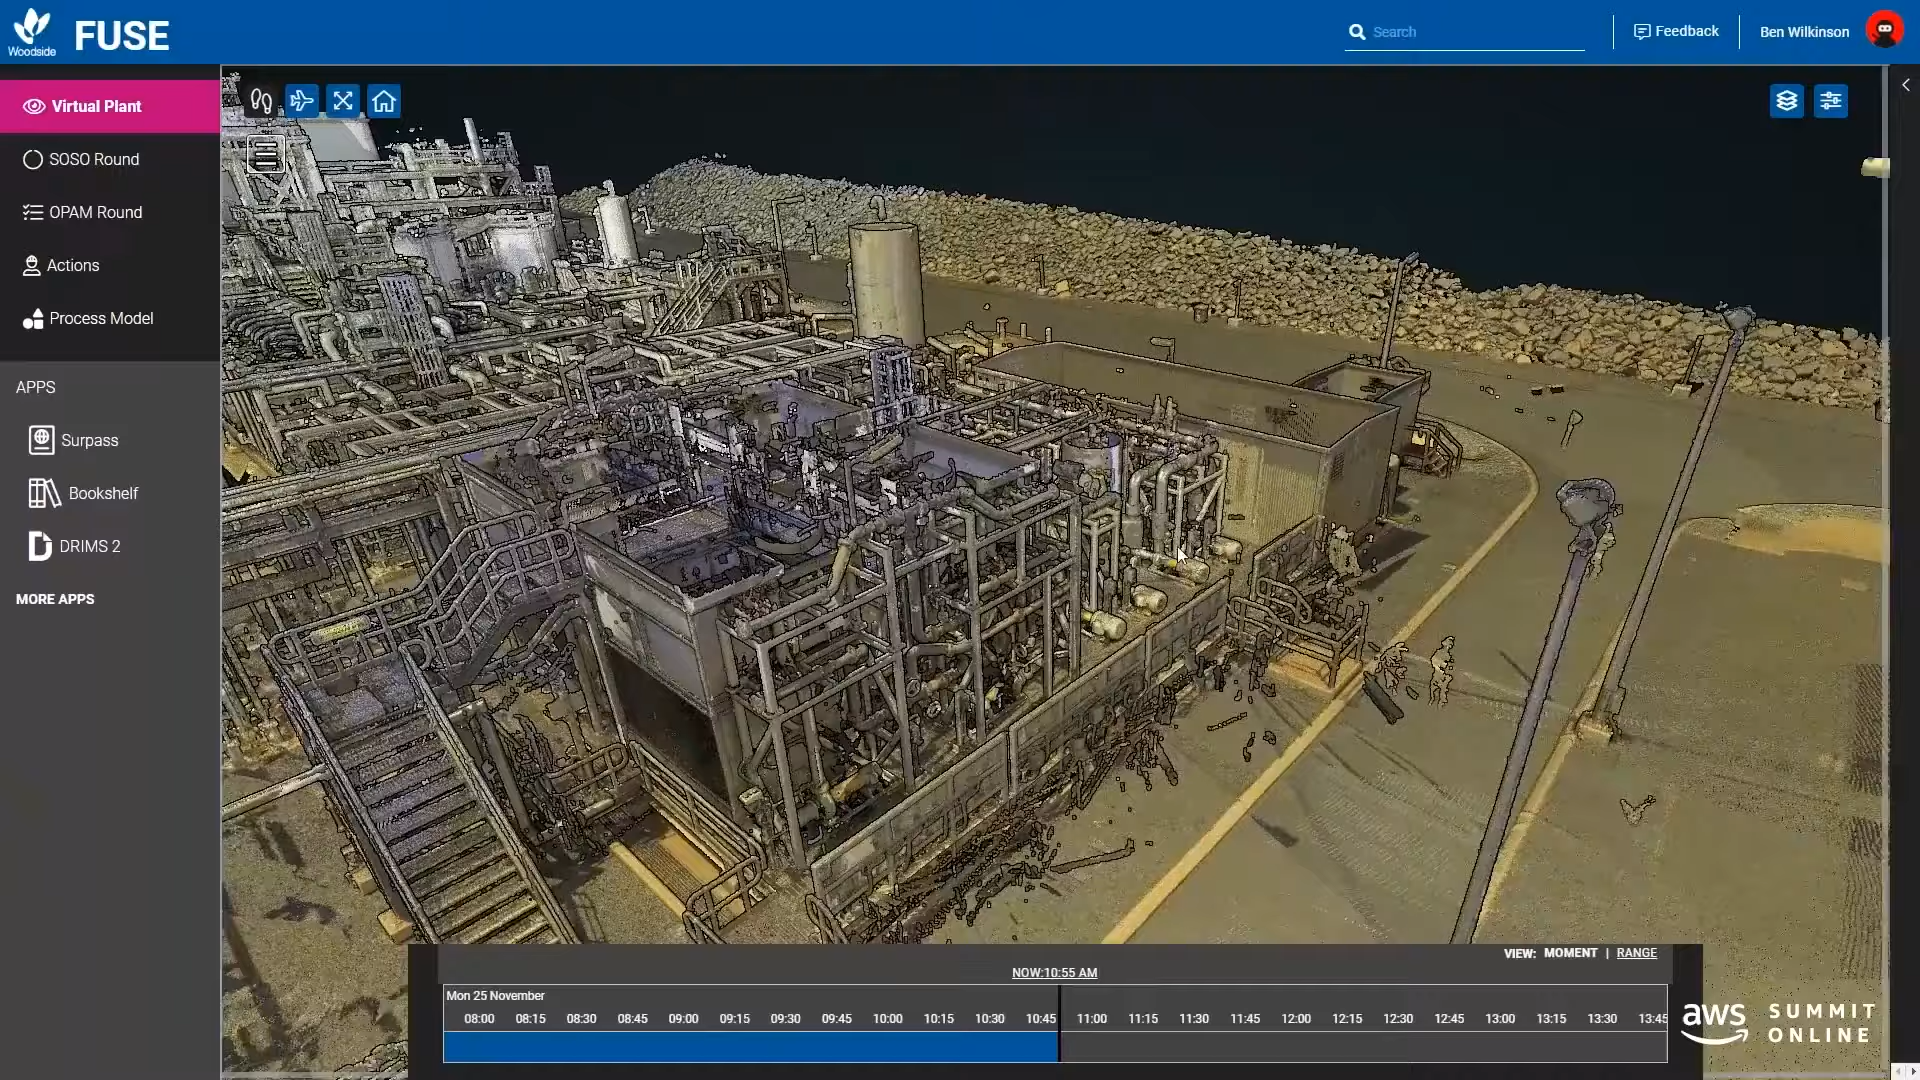 Woodside
FUSE
Search
Feedback
Ben Wilkinson
Virtual Plant
SOSO Round
OPAM Round
Actions
Process Model
APPS
Surpass
Bookshelf
DRIMS 2
MORE APPS
VIEW: MOMENT | RANGE
NOW:10:55 AM
Mon 25 November
08:00 08:15 08:30 08:45 09:00 09:15 09:30 09:45 10:00 10:15 10:30 10:45 11:00 11:15 11:30 11:45 12:00 12:15 12:30 12:45 13:00 13:15 13:30 13:45
aws SUMMIT
ONLINE